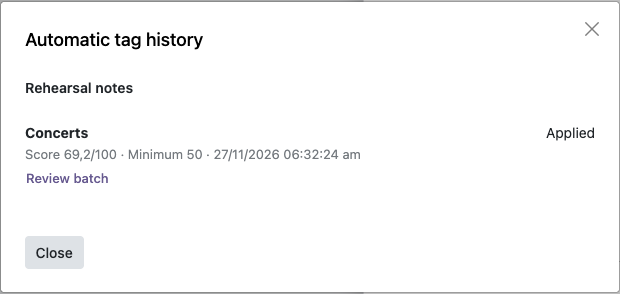 Automatic tag history
Rehearsal notes
Concerts
Applied
Score 69,2/100 · Minimum 50 · 27/11/2026 06:32:24 am
Review batch
Close